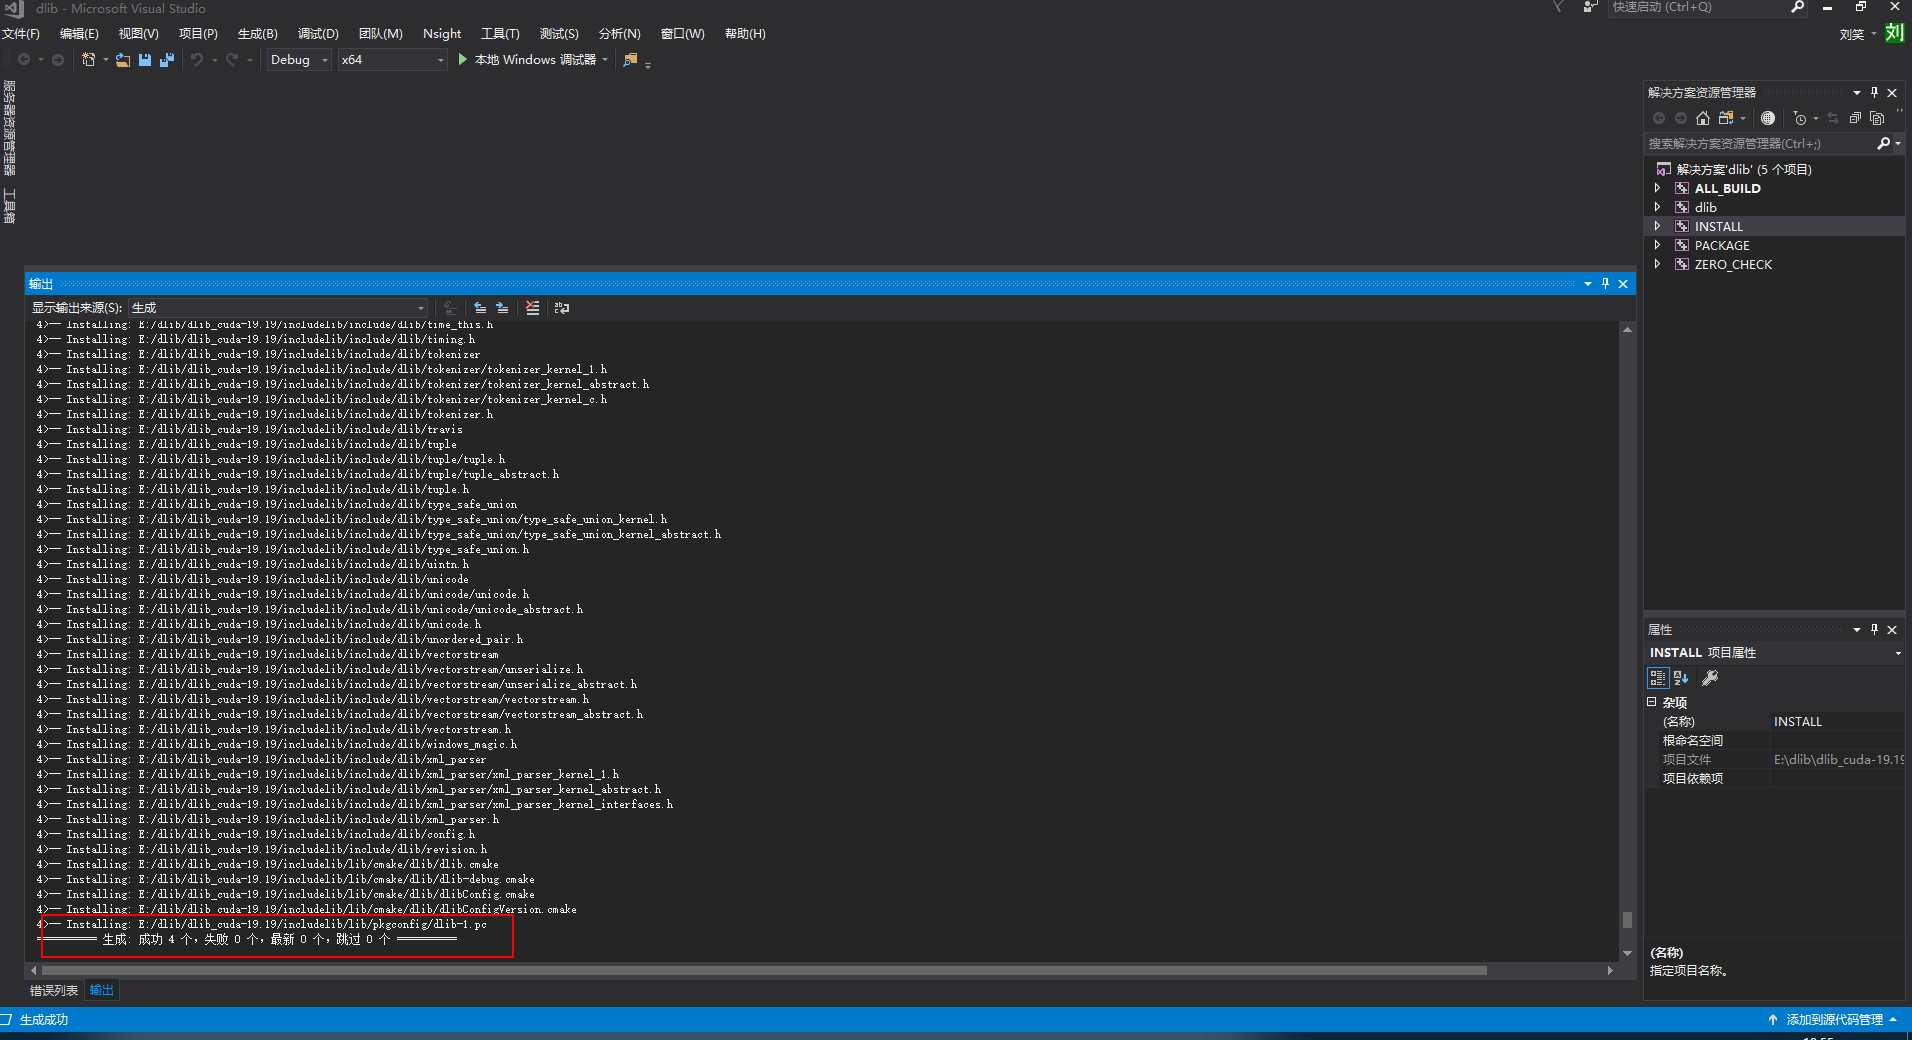 dlib - Microsoft Visual Studio
快速启动 (Ctrl+Q)
文件(F) 编辑(E) 视图(V) 项目(P) 生成(B) 调试(D) 团队(M) Nsight 工具(T) 测试(S) 分析(N) 窗口(W) 帮助(H)
刘笑 刘
Debug x64 本地 Windows 调试器
服务器资源管理器
工具箱
输出
显示输出来源(S): 生成
4>-- Installing: E:/dlib/dlib_cuda-19.19/includelib/include/dlib/time_this.h
4>-- Installing: E:/dlib/dlib_cuda-19.19/includelib/include/dlib/timing.h
4>-- Installing: E:/dlib/dlib_cuda-19.19/includelib/include/dlib/tokenizer
4>-- Installing: E:/dlib/dlib_cuda-19.19/includelib/include/dlib/tokenizer/tokenizer_kernel_1.h
4>-- Installing: E:/dlib/dlib_cuda-19.19/includelib/include/dlib/tokenizer/tokenizer_kernel_abstract.h
4>-- Installing: E:/dlib/dlib_cuda-19.19/includelib/include/dlib/tokenizer/tokenizer_kernel_c.h
4>-- Installing: E:/dlib/dlib_cuda-19.19/includelib/include/dlib/tokenizer.h
4>-- Installing: E:/dlib/dlib_cuda-19.19/includelib/include/dlib/travis
4>-- Installing: E:/dlib/dlib_cuda-19.19/includelib/include/dlib/tuple
4>-- Installing: E:/dlib/dlib_cuda-19.19/includelib/include/dlib/tuple/tuple.h
4>-- Installing: E:/dlib/dlib_cuda-19.19/includelib/include/dlib/tuple/tuple_abstract.h
4>-- Installing: E:/dlib/dlib_cuda-19.19/includelib/include/dlib/tuple.h
4>-- Installing: E:/dlib/dlib_cuda-19.19/includelib/include/dlib/type_safe_union
4>-- Installing: E:/dlib/dlib_cuda-19.19/includelib/include/dlib/type_safe_union/type_safe_union_kernel.h
4>-- Installing: E:/dlib/dlib_cuda-19.19/includelib/include/dlib/type_safe_union/type_safe_union_kernel_abstract.h
4>-- Installing: E:/dlib/dlib_cuda-19.19/includelib/include/dlib/type_safe_union.h
4>-- Installing: E:/dlib/dlib_cuda-19.19/includelib/include/dlib/uintn.h
4>-- Installing: E:/dlib/dlib_cuda-19.19/includelib/include/dlib/unicode
4>-- Installing: E:/dlib/dlib_cuda-19.19/includelib/include/dlib/unicode/unicode.h
4>-- Installing: E:/dlib/dlib_cuda-19.19/includelib/include/dlib/unicode/unicode_abstract.h
4>-- Installing: E:/dlib/dlib_cuda-19.19/includelib/include/dlib/unicode.h
4>-- Installing: E:/dlib/dlib_cuda-19.19/includelib/include/dlib/unordered_pair.h
4>-- Installing: E:/dlib/dlib_cuda-19.19/includelib/include/dlib/vectorstream
4>-- Installing: E:/dlib/dlib_cuda-19.19/includelib/include/dlib/vectorstream/unserialize.h
4>-- Installing: E:/dlib/dlib_cuda-19.19/includelib/include/dlib/vectorstream/unserialize_abstract.h
4>-- Installing: E:/dlib/dlib_cuda-19.19/includelib/include/dlib/vectorstream/vectorstream.h
4>-- Installing: E:/dlib/dlib_cuda-19.19/includelib/include/dlib/vectorstream/vectorstream_abstract.h
4>-- Installing: E:/dlib/dlib_cuda-19.19/includelib/include/dlib/vectorstream.h
4>-- Installing: E:/dlib/dlib_cuda-19.19/includelib/include/dlib/windows_magic.h
4>-- Installing: E:/dlib/dlib_cuda-19.19/includelib/include/dlib/xml_parser
4>-- Installing: E:/dlib/dlib_cuda-19.19/includelib/include/dlib/xml_parser/xml_parser_kernel_1.h
4>-- Installing: E:/dlib/dlib_cuda-19.19/includelib/include/dlib/xml_parser/xml_parser_kernel_abstract.h
4>-- Installing: E:/dlib/dlib_cuda-19.19/includelib/include/dlib/xml_parser/xml_parser_kernel_interfaces.h
4>-- Installing: E:/dlib/dlib_cuda-19.19/includelib/include/dlib/xml_parser.h
4>-- Installing: E:/dlib/dlib_cuda-19.19/includelib/include/dlib/config.h
4>-- Installing: E:/dlib/dlib_cuda-19.19/includelib/include/dlib/revision.h
4>-- Installing: E:/dlib/dlib_cuda-19.19/includelib/lib/cmake/dlib/dlib.cmake
4>-- Installing: E:/dlib/dlib_cuda-19.19/includelib/lib/cmake/dlib/dlib-debug.cmake
4>-- Installing: E:/dlib/dlib_cuda-19.19/includelib/lib/cmake/dlib/dlibConfig.cmake
4>-- Installing: E:/dlib/dlib_cuda-19.19/includelib/lib/cmake/dlib/dlibConfigVersion.cmake
4>-- Installing: E:/dlib/dlib_cuda-19.19/includelib/lib/pkgconfig/dlib-1.pc
========== 生成: 成功 4 个，失败 0 个，最新 0 个，跳过 0 个 ==========
错误列表 输出
解决方案资源管理器
搜索解决方案资源管理器(Ctrl+;)
解决方案'dlib' (5 个项目)
ALL_BUILD
dlib
INSTALL
PACKAGE
ZERO_CHECK
属性
INSTALL 项目属性
杂项
(名称) INSTALL
根命名空间
项目文件 E:\dlib\dlib_cuda-19.19
项目依赖项
(名称)
指定项目名称。
生成成功
添加到源代码管理